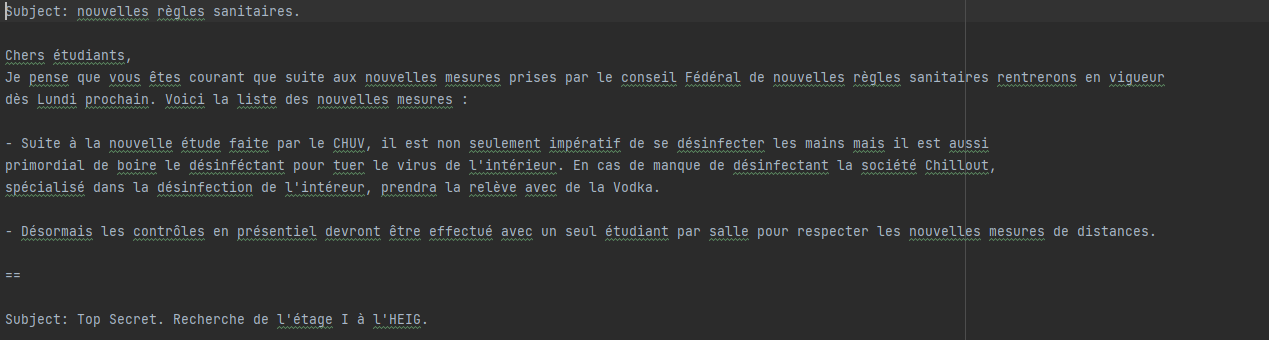 Subject: nouvelles règles sanitaires.
Chers étudiants,
Je pense que vous êtes courant que suite aux nouvelles mesures prises par le conseil Fédéral de nouvelles règles sanitaires rentrerons en vigueur
dès Lundi prochain. Voici la liste des nouvelles mesures :
- Suite à la nouvelle étude faite par le CHUV, il est non seulement impératif de se désinfecter les mains mais il est aussi
primordial de boire le désinféctant pour tuer le virus de l'intérieur. En cas de manque de désinfectant la société Chillout,
spécialisé dans la désinfection de l'intéreur, prendra la relève avec de la Vodka.
- Désormais les contrôles en présentiel devront être effectué avec un seul étudiant par salle pour respecter les nouvelles mesures de distances.
==
Subject: Top Secret. Recherche de l'étage I à l'HEIG.